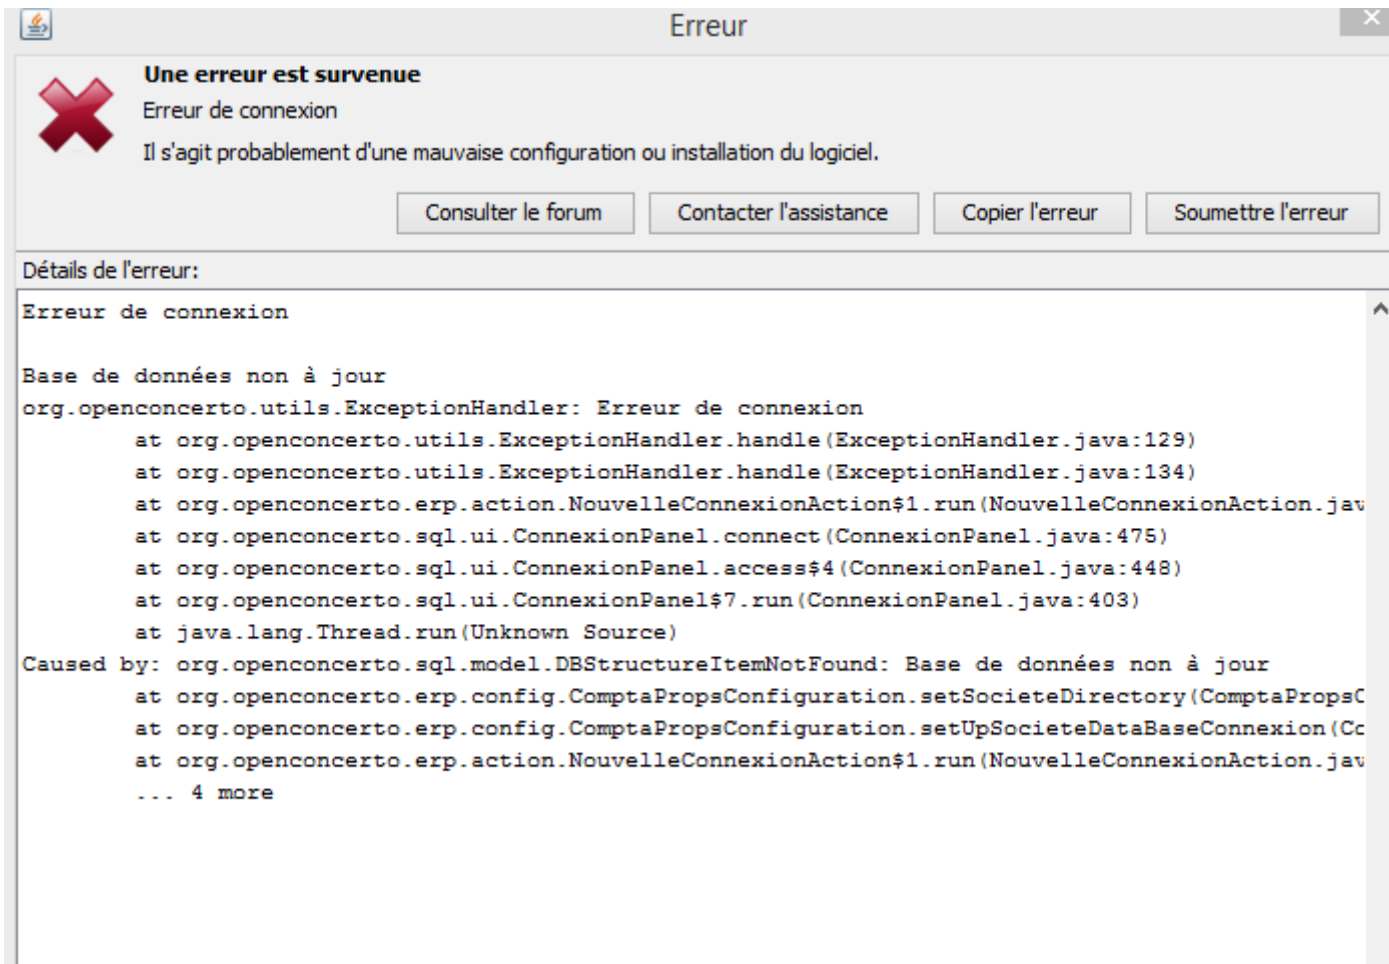 Erreur
Une erreur est survenue
Erreur de connexion
Il s'agit probablement d'une mauvaise configuration ou installation du logiciel.
Consulter le forum Contacter l'assistance Copier l'erreur Soumettre l'erreur
Détails de l'erreur:
Erreur de connexion
Base de données non à jour
org.openconcerto.utils.ExceptionHandler: Erreur de connexion
at org.openconcerto.utils.ExceptionHandler.handle(ExceptionHandler.java:129)
at org.openconcerto.utils.ExceptionHandler.handle(ExceptionHandler.java:134)
at org.openconcerto.erp.action.NouvelleConnexionAction$1.run(NouvelleConnexionAction.jav
at org.openconcerto.sql.ui.ConnexionPanel.connect(ConnexionPanel.java:475)
at org.openconcerto.sql.ui.ConnexionPanel.access$4(ConnexionPanel.java:448)
at org.openconcerto.sql.ui.ConnexionPanel$7.run(ConnexionPanel.java:403)
at java.lang.Thread.run(Unknown Source)
Caused by: org.openconcerto.sql.model.DBStructureItemNotFound: Base de données non à jour
at org.openconcerto.erp.config.ComptaPropsConfiguration.setSocieteDirectory(ComptaPropsC
at org.openconcerto.erp.config.ComptaPropsConfiguration.setUpSocieteDataBaseConnexion(Co
at org.openconcerto.erp.action.NouvelleConnexionAction$1.run(NouvelleConnexionAction.jav
... 4 more